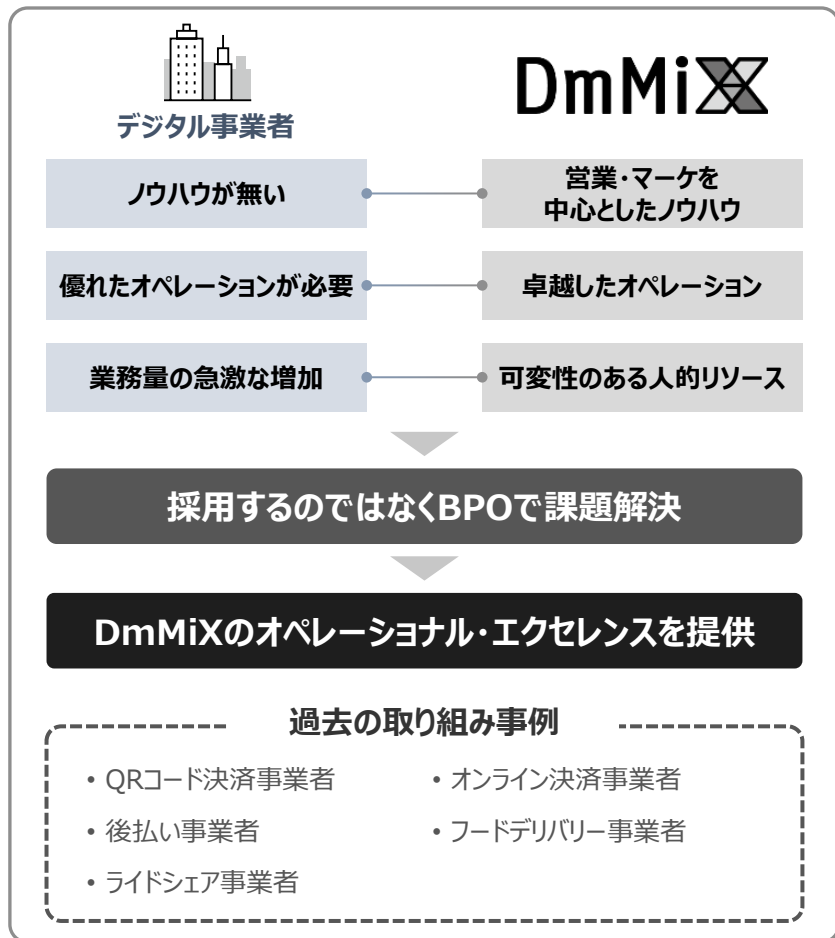 DmMiX
デジタル事業者
ノウハウが無い
営業・マーケを
中心としたノウハウ
優れたオペレーションが必要
卓越したオペレーション
業務量の急激な増加
可変性のある人的リソース
採用するのではなくBPOで課題解決
DmMiXのオペレーショナル・エクセレンスを提供
過去の取り組み事例
• QRコード決済事業者
• オンライン決済事業者
• 後払い事業者
• フードデリバリー事業者
• ライドシェア事業者